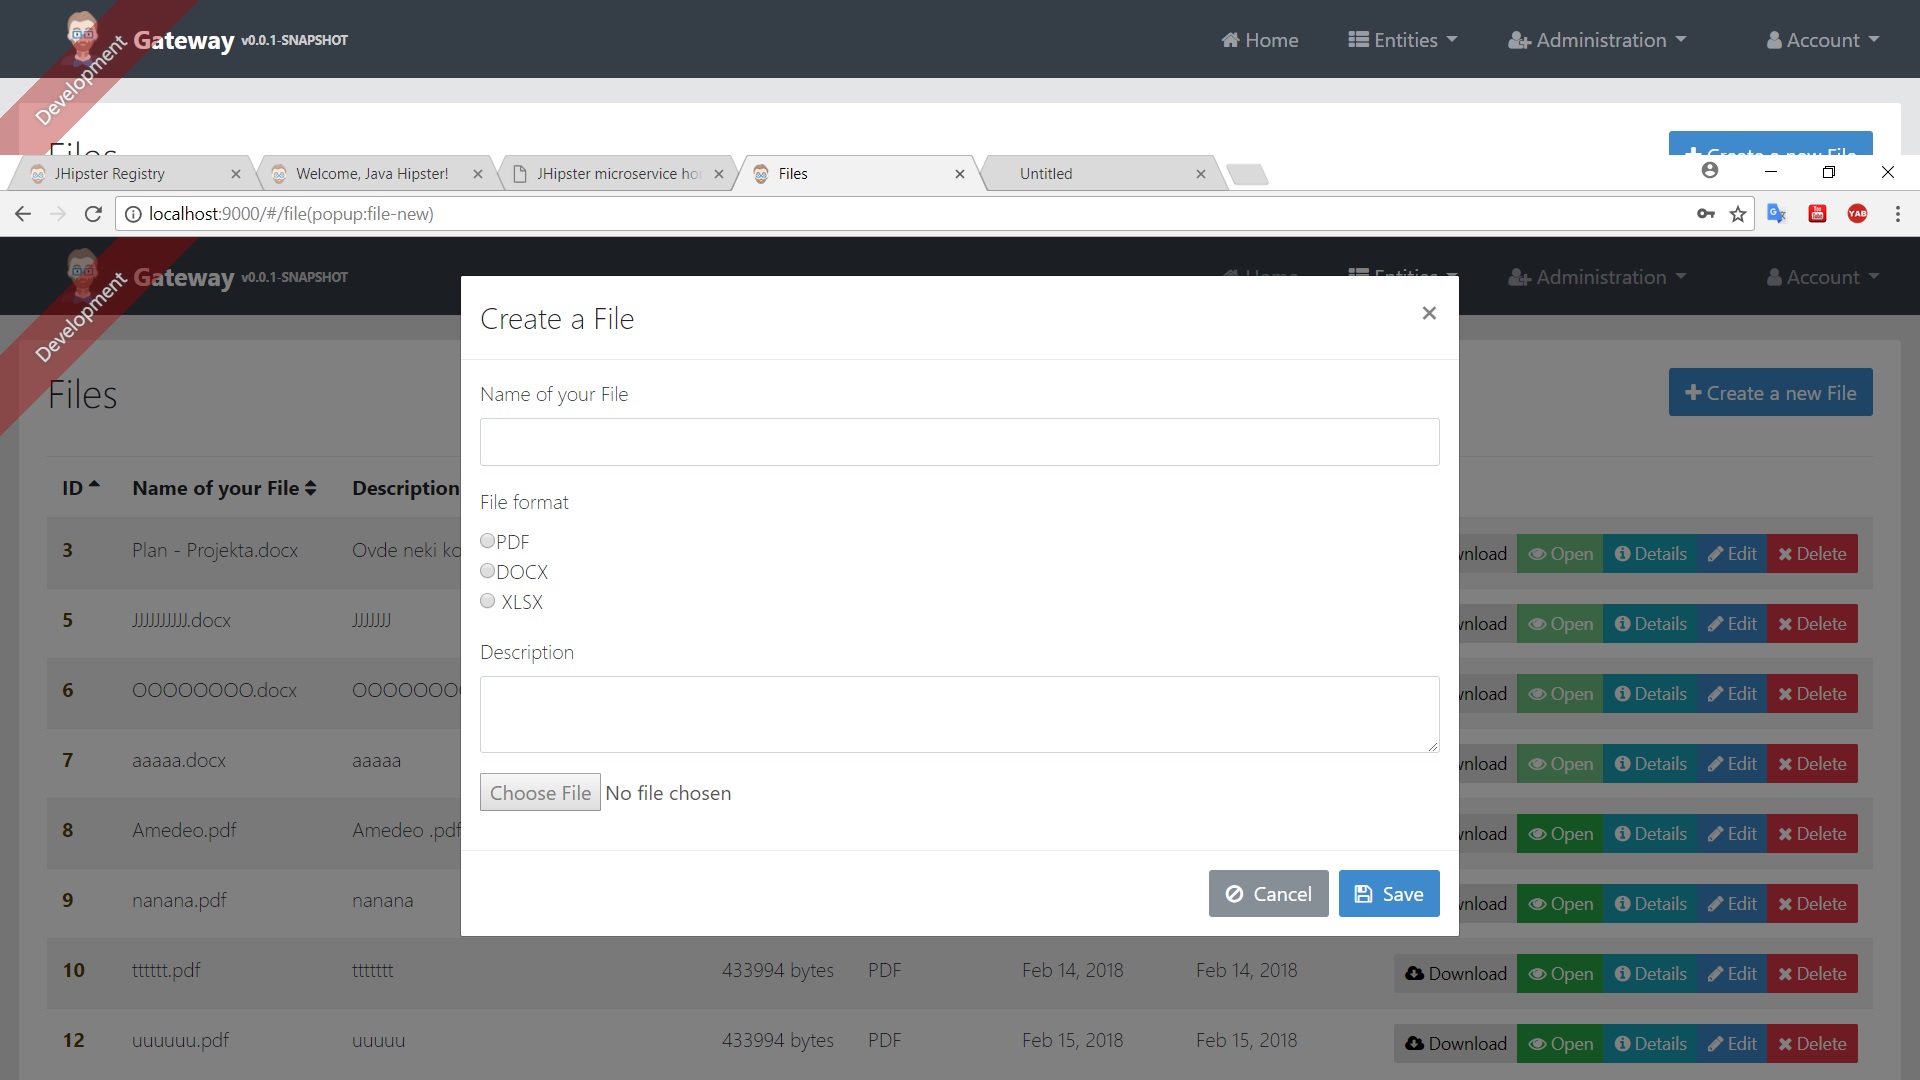 Gateway v0.0.1-SNAPSHOT Home Entities Administration Account
Development
Files Create a new File
JHipster Registry Welcome, Java Hipster! JHipster microservice ho Files Untitled
localhost:9000/#/file(popup:file-new)
Gateway v0.0.1-SNAPSHOT Home Entities Administration Account
Development
Create a File
Files Create a new File
Name of your File
ID Name of your File Description
File format
PDF
DOCX
XLSX
Description
Choose File No file chosen
Cancel Save
3 Plan - Projekta.docx Ovde neki ko wnload Open Details Edit Delete
5 JJJJJJJJJJ.docx JJJJJJJ wnload Open Details Edit Delete
6 OOOOOOOO.docx OOOOOOO wnload Open Details Edit Delete
7 aaaaa.docx aaaaa wnload Open Details Edit Delete
8 Amedeo.pdf Amedeo .pdf wnload Open Details Edit Delete
9 nanana.pdf nanana wnload Open Details Edit Delete
10 tttttt.pdf ttttttt 433994 bytes PDF Feb 14, 2018 Feb 14, 2018 Download Open Details Edit Delete
12 uuuuuu.pdf uuuuu 433994 bytes PDF Feb 15, 2018 Feb 15, 2018 Download Open Details Edit Delete